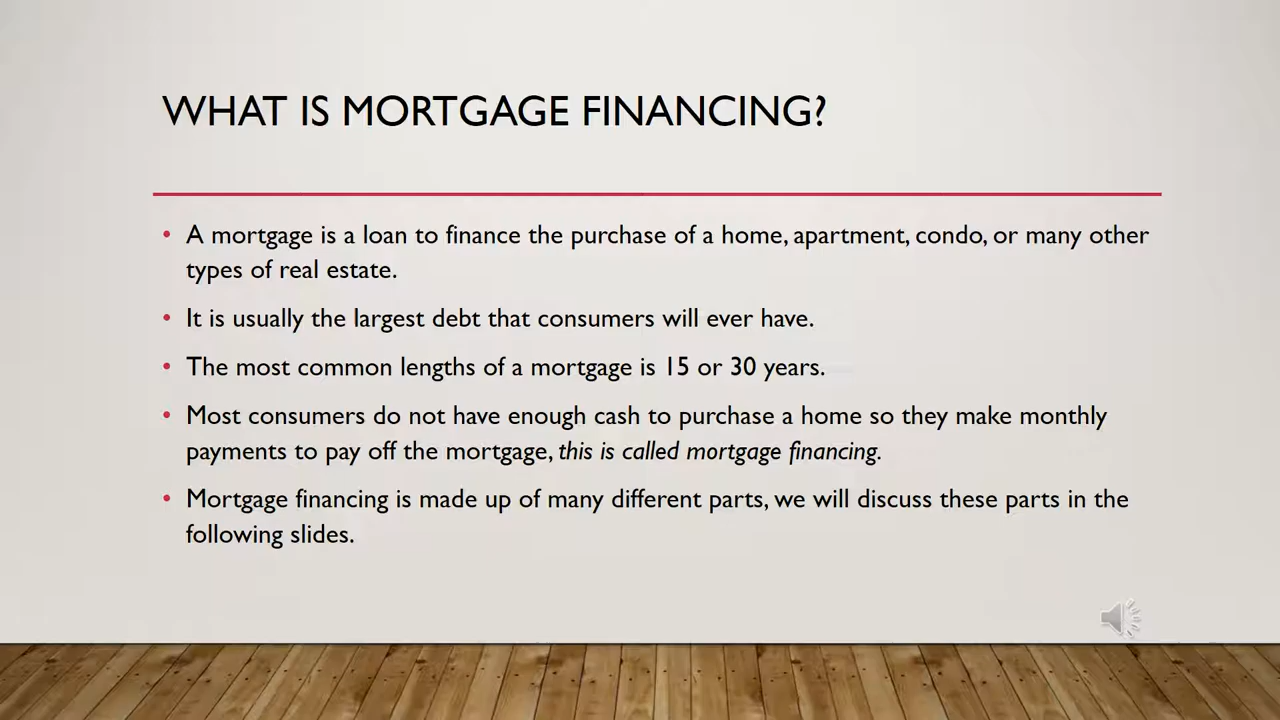 WHAT IS MORTGAGE FINANCING?
• A mortgage is a loan to finance the purchase of a home, apartment, condo, or many other
types of real estate.
• It is usually the largest debt that consumers will ever have.
• The most common lengths of a mortgage is 15 or 30 years.
• Most consumers do not have enough cash to purchase a home so they make monthly
payments to pay off the mortgage, this is called mortgage financing.
• Mortgage financing is made up of many different parts, we will discuss these parts in the
following slides.